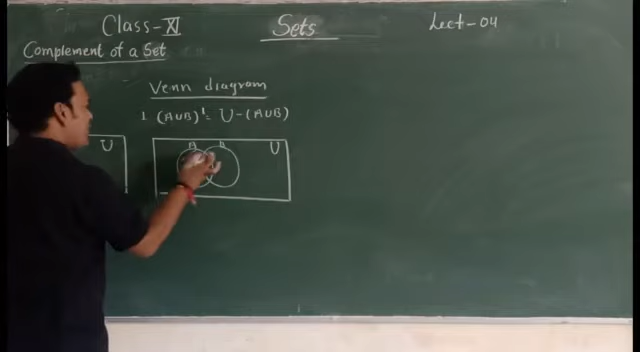 Class-XI
Sets
Lect-04
Complement of a Set
Venn diagram
1. (AUB)' = U-(AUB)
U
A
B
U